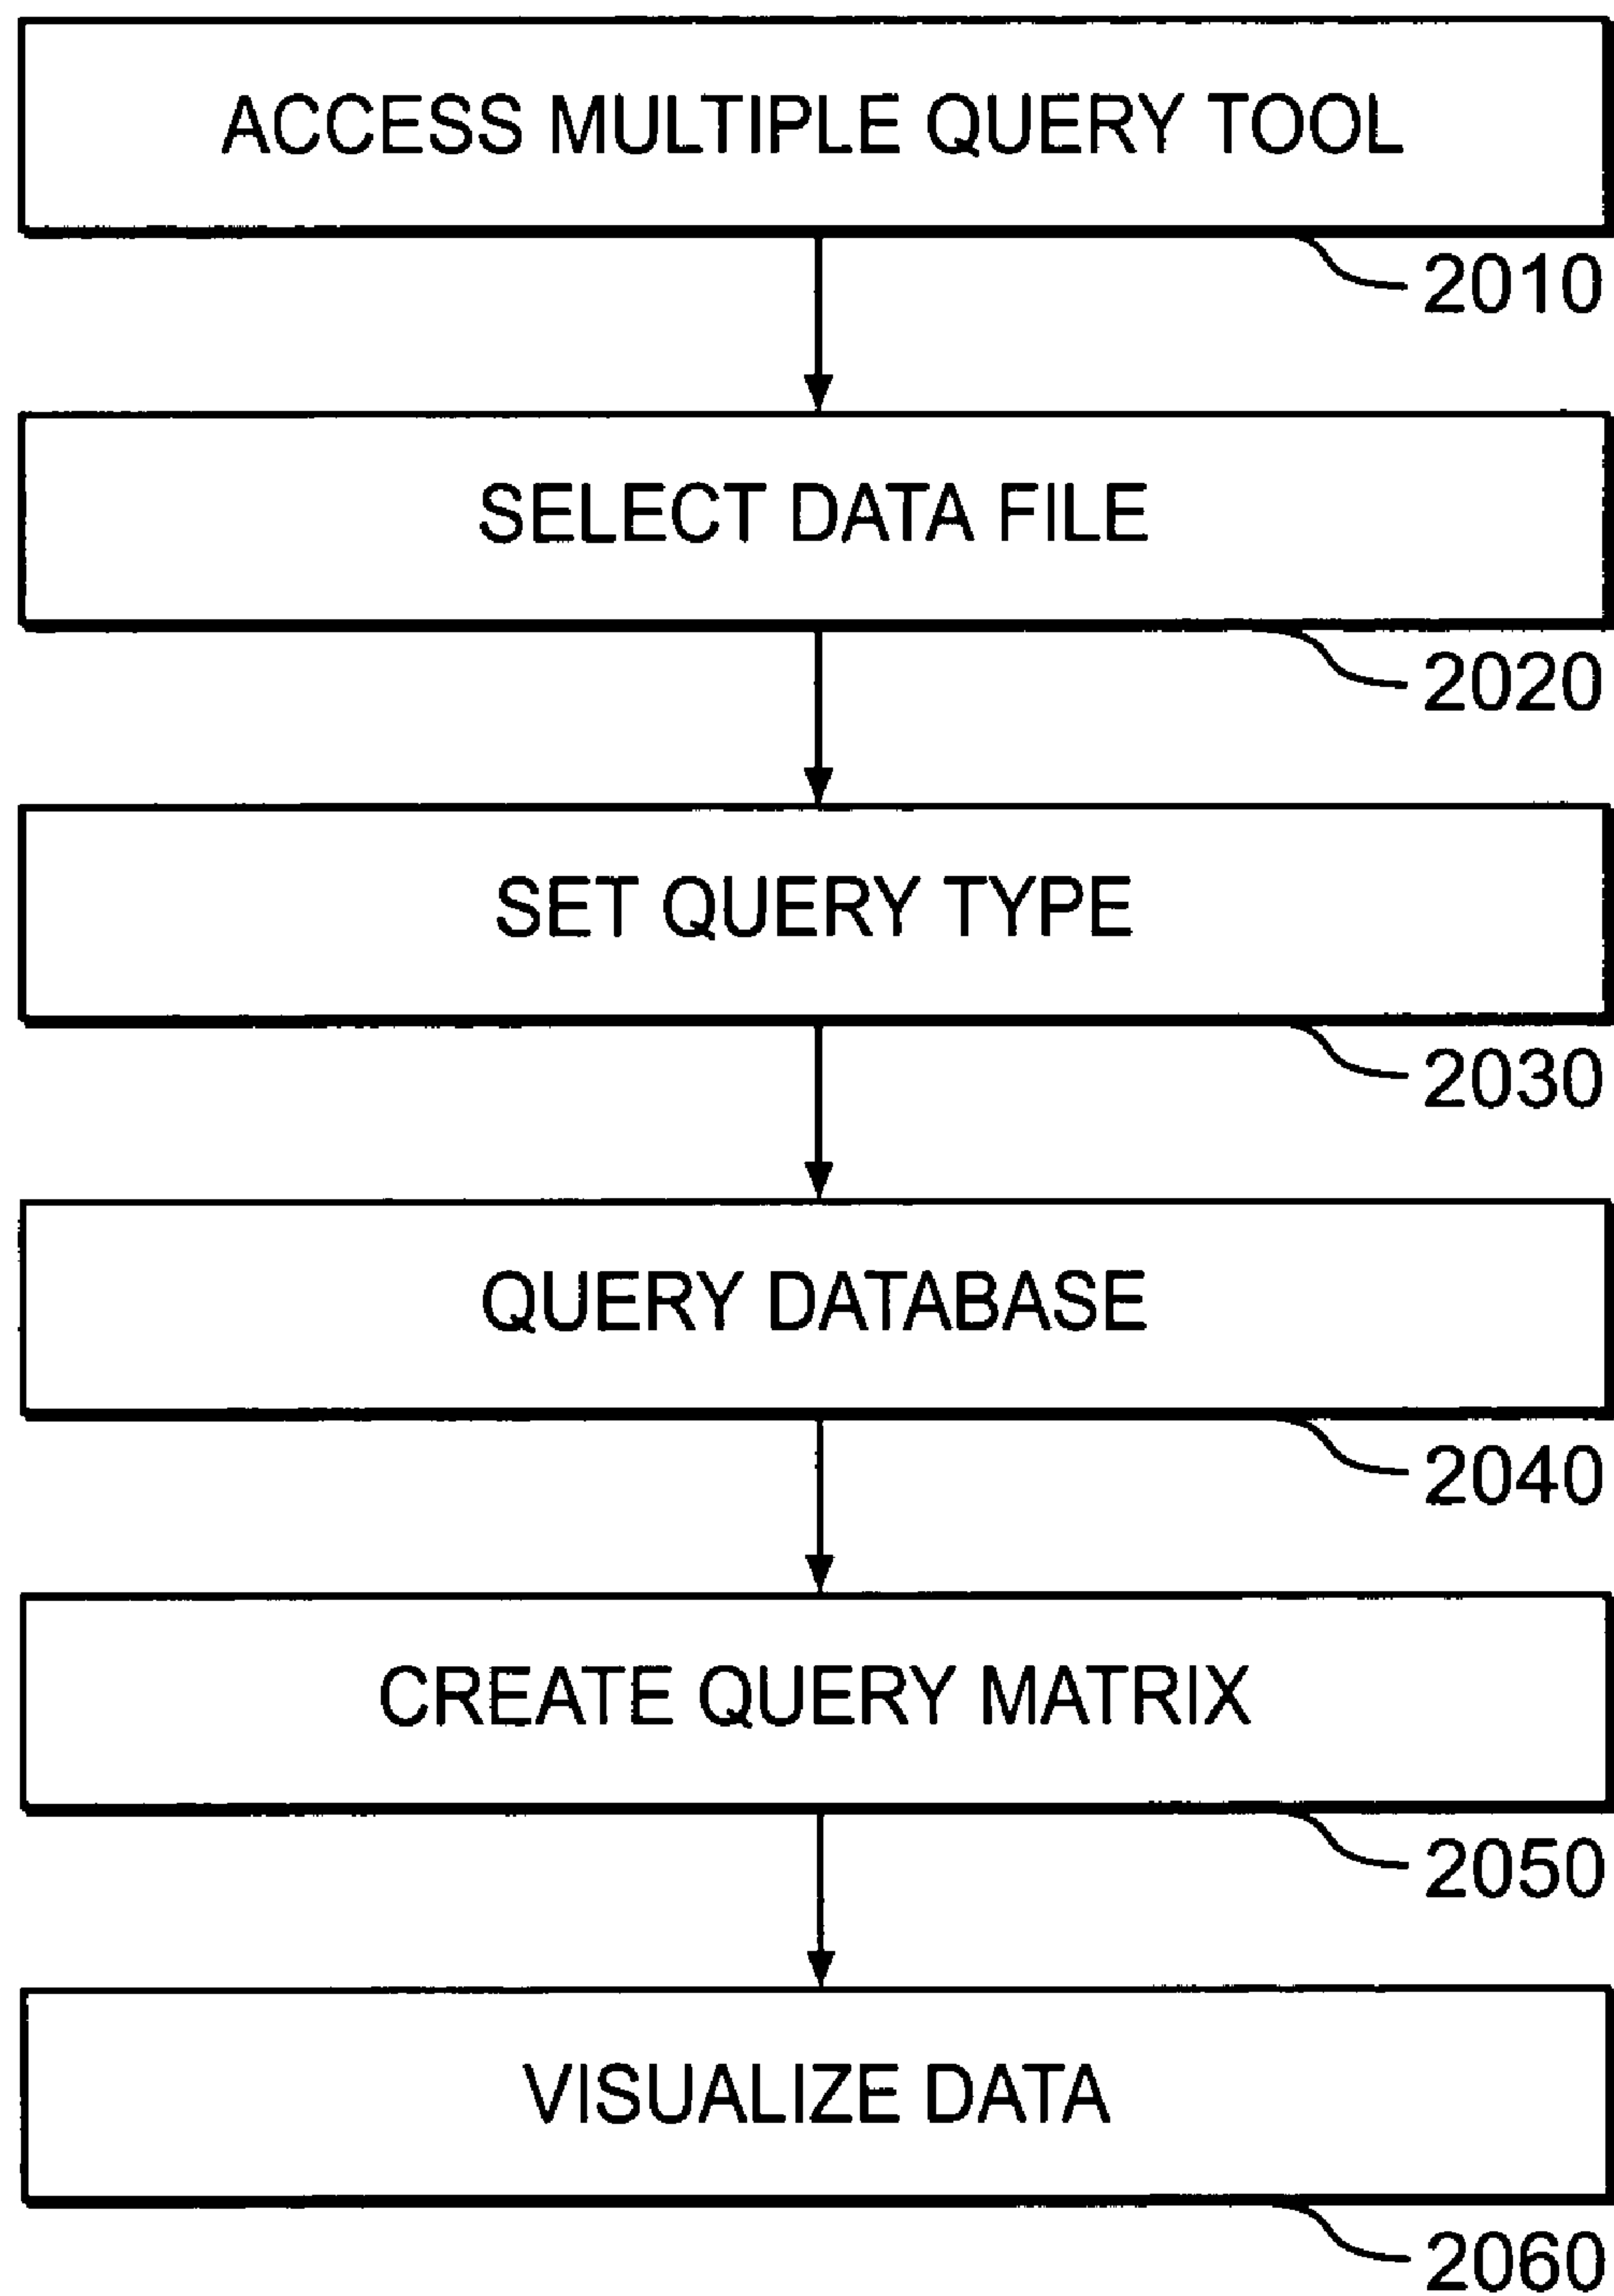 ACCESS MULTIPLE QUERY TOOL
2010
SELECT DATA FILE
2020
SET QUERY TYPE
2030
QUERY DATABASE
2040
CREATE QUERY MATRIX
2050
VISUALIZE DATA
2060